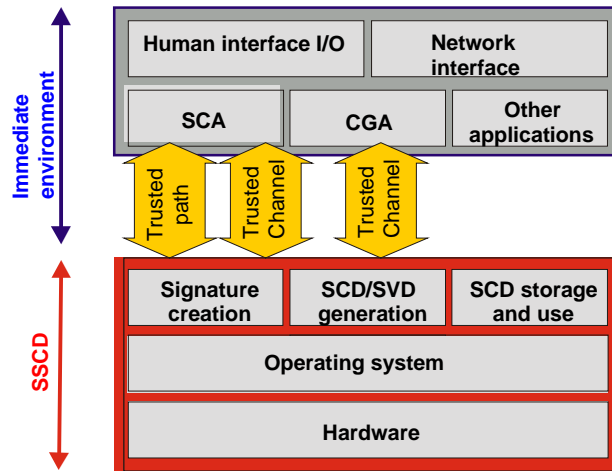 Human interface I/O
Network
interface
SCA
CGA
Other
applications
Immediate
environment
Trusted
path
Trusted
Channel
Trusted
Channel
Signature
creation
SCD/SVD
generation
SCD storage
and use
Operating system
Hardware
SSCD